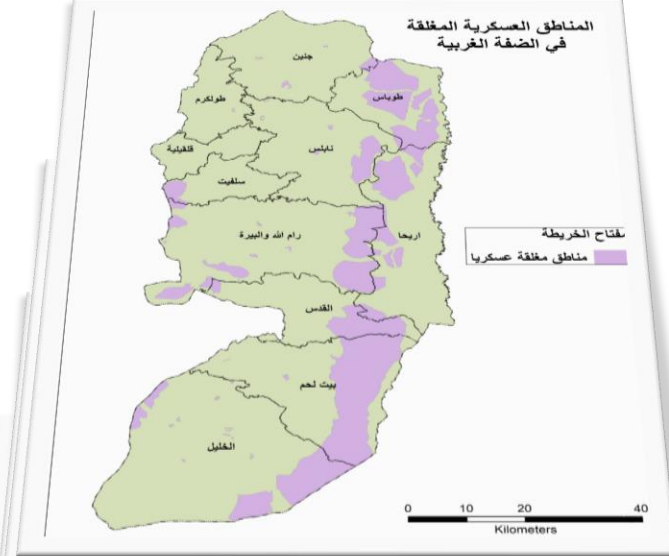 المناطق العسكرية المغلقة
في الضفة الغربية
جنين
طوباس
طولكرم
نابلس
قلقيلية
سلفيت
رام الله والبيرة
اريحا
القدس
بيت لحم
الخليل
مفتاح الخريطة
مناطق مغلقة عسكريا
0 10 20 40
Kilometers